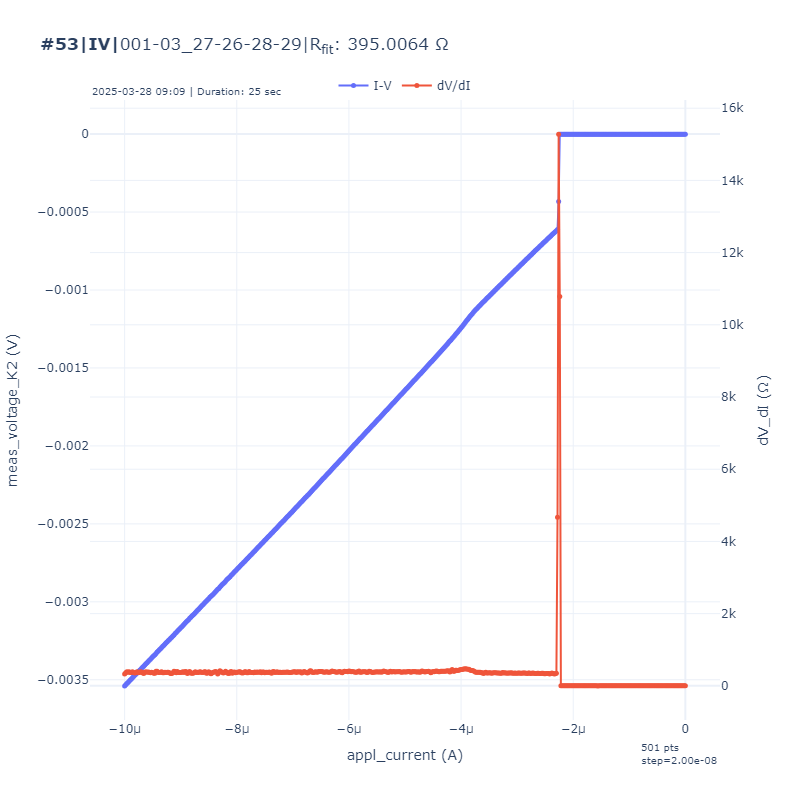 #53|IV|001-03_27-26-28-29|Rfit: 395.0064 Ω
2025-03-28 09:09 | Duration: 25 sec
I-V
dV/dI
0
−0.0005
−0.001
−0.0015
−0.002
−0.0025
−0.003
−0.0035
meas_voltage_K2 (V)
16k
14k
12k
10k
8k
6k
4k
2k
0
dV_dI (Ω)
−10μ
−8μ
−6μ
−4μ
−2μ
0
appl_current (A)
501 pts
step=2.00e-08